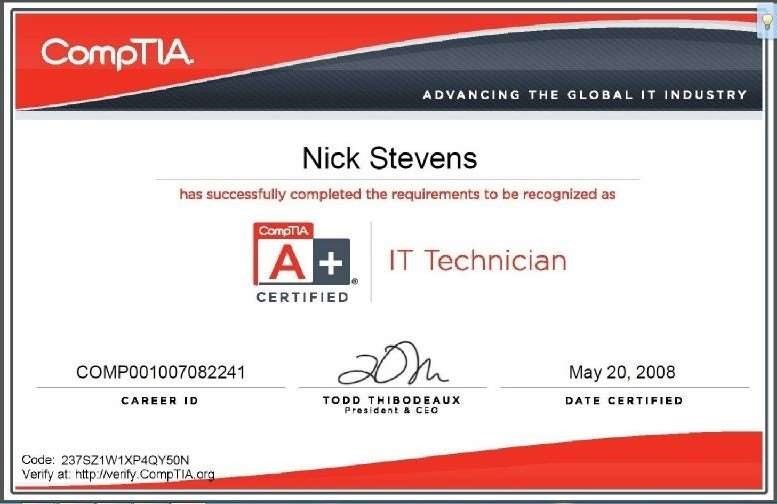 CompTIA.
ADVANCING THE GLOBAL IT INDUSTRY
Nick Stevens
has successfully completed the requirements to be recognized as
CompTIA
A+
®
CERTIFIED
IT Technician
COMP001007082241
CAREER ID
TODD THIBODEAUX
President & CEO
May 20, 2008
DATE CERTIFIED
Code: 237SZ1W1XP4QY50N
Verify at: http://verify.CompTIA.org